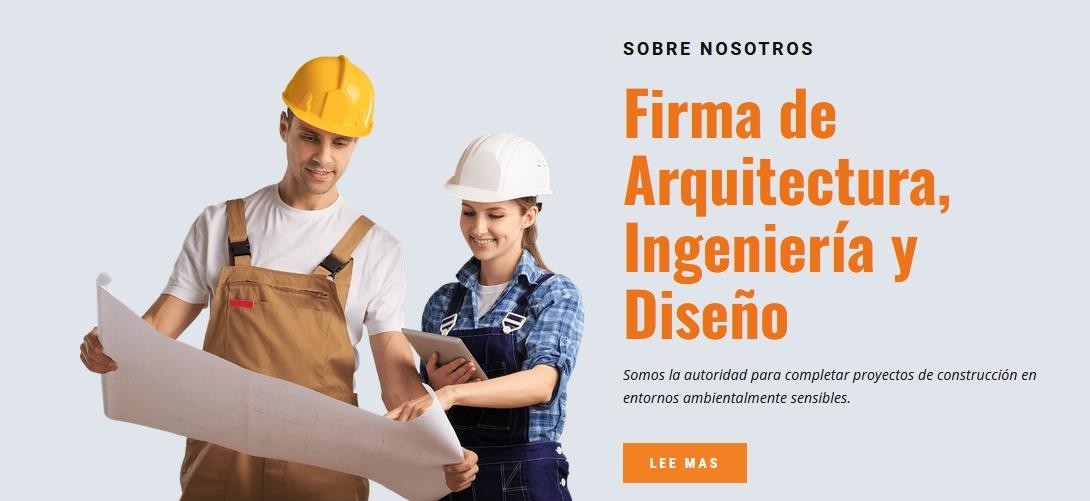 SOBRE NOSOTROS
Firma de
Arquitectura,
Ingeniería y
Diseño
Somos la autoridad para completar proyectos de construcción en
entornos ambientalmente sensibles.
LEE MAS